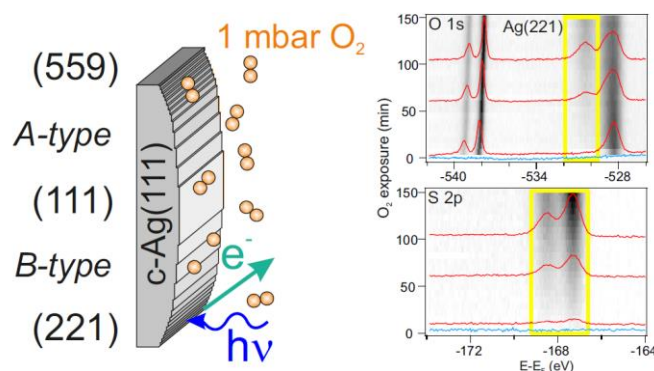 1 mbar O₂
(559)
A-type
(111)
B-type
(221)
c-Ag(111)
e⁻
hν
O₂ exposure (min)
O 1s
Ag(221)
150
100
50
0
-540
-534
-528
S 2p
150
100
50
0
-172
-168
-164
E-E_F (eV)